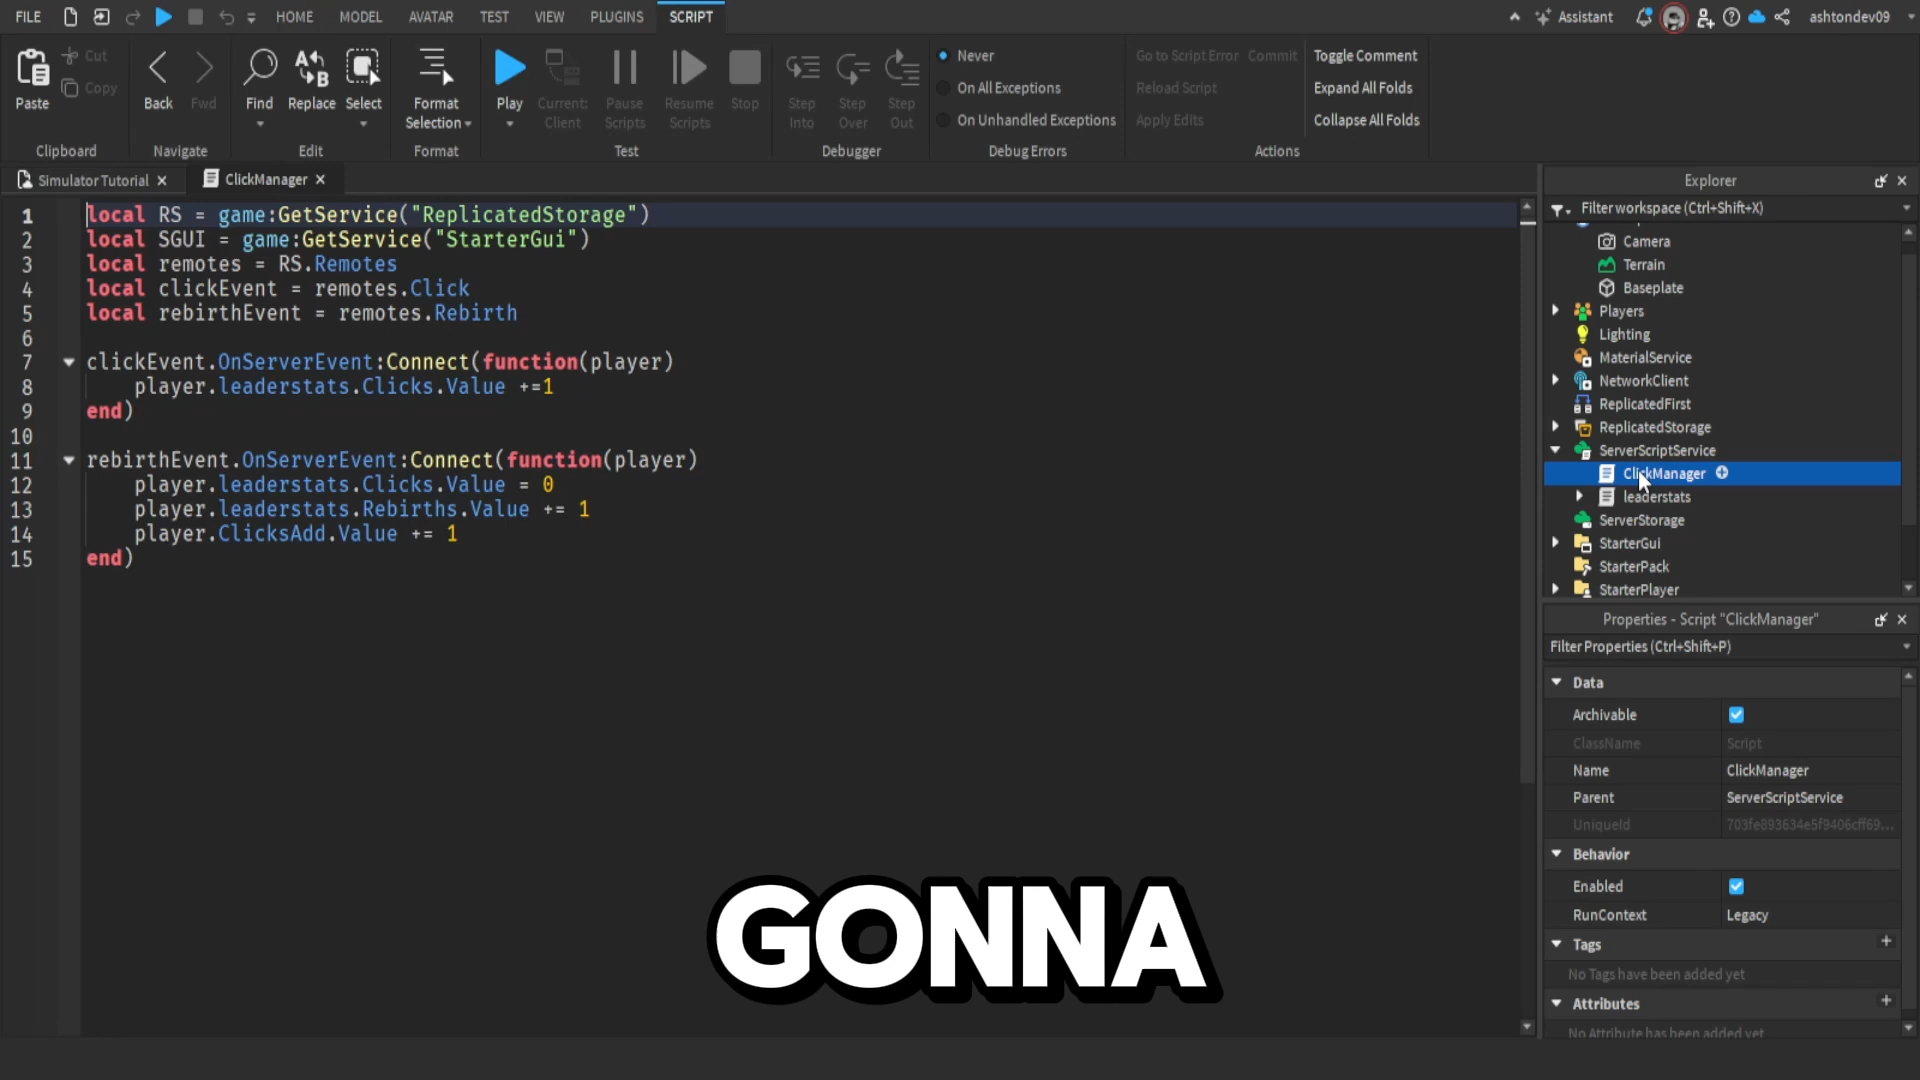 FILE HOME MODEL AVATAR TEST VIEW PLUGINS SCRIPT Assistant ashtondev09
Paste Cut Copy Back Fwd Find Replace Select Format Selection Play Current: Client Pause Scripts Resume Scripts Stop Step Into Step Over Step Out
Never
On All Exceptions
On Unhandled Exceptions
Go to Script Error Commit
Reload Script
Apply Edits
Toggle Comment
Expand All Folds
Collapse All Folds
Clipboard Navigate Edit Format Test Debugger Debug Errors Actions
Simulator Tutorial ClickManager
1 local RS = game:GetService("ReplicatedStorage")
2 local SGUI = game:GetService("StarterGui")
3 local remotes = RS.Remotes
4 local clickEvent = remotes.Click
5 local rebirthEvent = remotes.Rebirth
6
7 clickEvent.OnServerEvent:Connect(function(player)
8 player.leaderstats.Clicks.Value +=1
9 end)
10
11 rebirthEvent.OnServerEvent:Connect(function(player)
12 player.leaderstats.Clicks.Value = 0
13 player.leaderstats.Rebirths.Value += 1
14 player.ClicksAdd.Value += 1
15 end)
GONNA
Explorer
Filter workspace (Ctrl+Shift+X)
Camera
Terrain
Baseplate
Players
Lighting
MaterialService
NetworkClient
ReplicatedFirst
ReplicatedStorage
ServerScriptService
ClickManager
leaderstats
ServerStorage
StarterGui
StarterPack
StarterPlayer
Properties - Script "ClickManager"
Filter Properties (Ctrl+Shift+P)
Data
Archivable
ClassName Script
Name ClickManager
Parent ServerScriptService
UniqueId 703fe893634e5f9406cff69...
Behavior
Enabled
RunContext Legacy
Tags
No Tags have been added yet
Attributes
No Attribute has been added yet